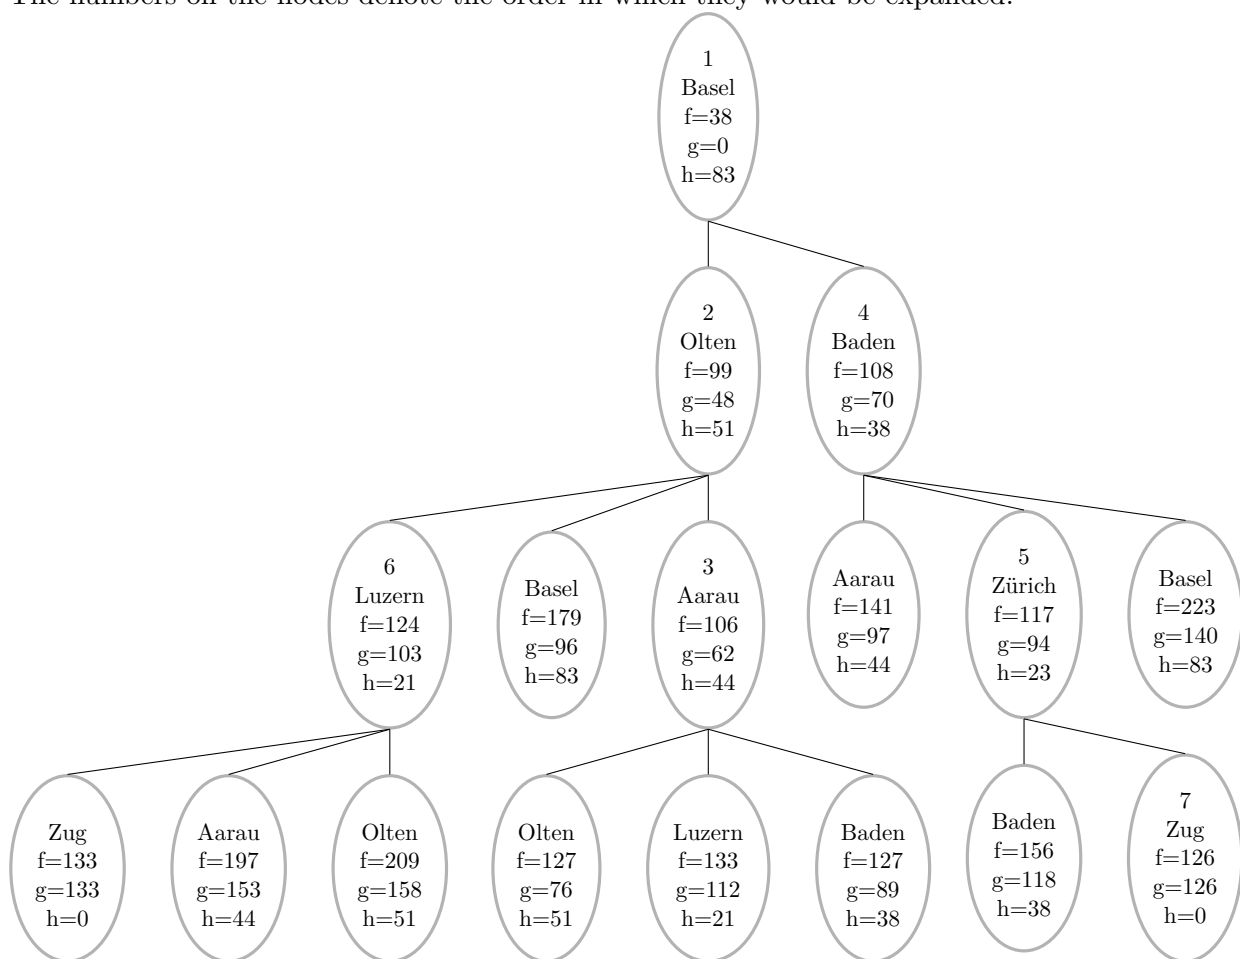 The numbers on the nodes denote the order in which they would be expanded.
1
Basel
f=38
g=0
h=83
2
Olten
f=99
g=48
h=51
4
Baden
f=108
g=70
h=38
6
Luzern
f=124
g=103
h=21
Basel
f=179
g=96
h=83
3
Aarau
f=106
g=62
h=44
Aarau
f=141
g=97
h=44
5
Zürich
f=117
g=94
h=23
Basel
f=223
g=140
h=83
Zug
f=133
g=133
h=0
Aarau
f=197
g=153
h=44
Olten
f=209
g=158
h=51
Olten
f=127
g=76
h=51
Luzern
f=133
g=112
h=21
Baden
f=127
g=89
h=38
Baden
f=156
g=118
h=38
7
Zug
f=126
g=126
h=0